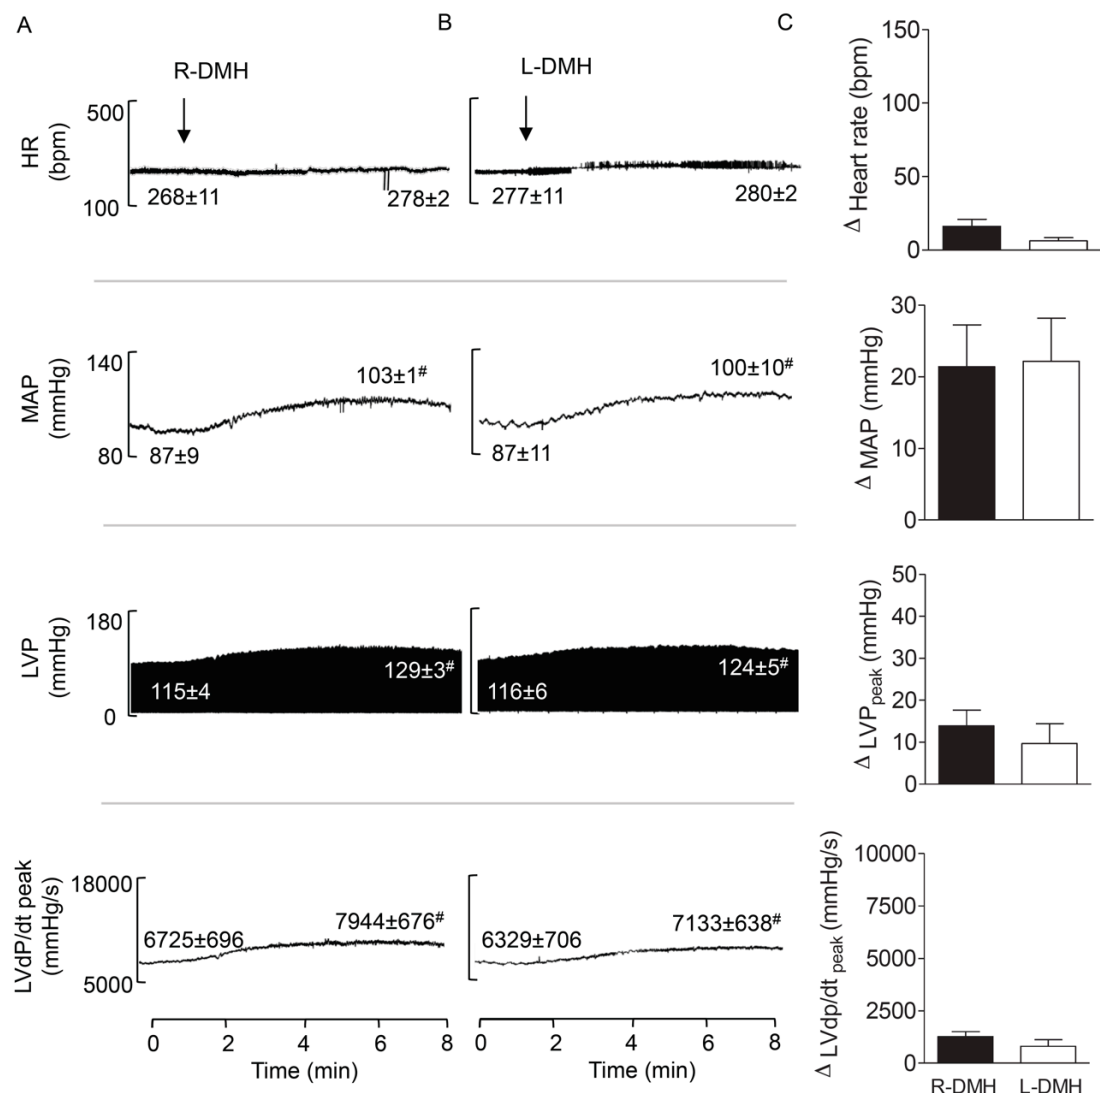 A
B
C
R-DMH
L-DMH
HR
(bpm)
500
100
268±11
278±2
277±11
280±2
Δ Heart rate (bpm)
150
100
50
0
MAP
(mmHg)
140
80
87±9
103±1#
87±11
100±10#
Δ MAP (mmHg)
30
20
10
0
LVP
(mmHg)
180
0
115±4
129±3#
116±6
124±5#
Δ LVPpeak (mmHg)
50
40
30
20
10
0
LVdP/dt peak
(mmHg/s)
18000
5000
6725±696
7944±676#
6329±706
7133±638#
Δ LVdp/dt peak (mmHg/s)
10000
7500
5000
2500
0
0 2 4 6 8
Time (min)
0 2 4 6 8
Time (min)
R-DMH L-DMH